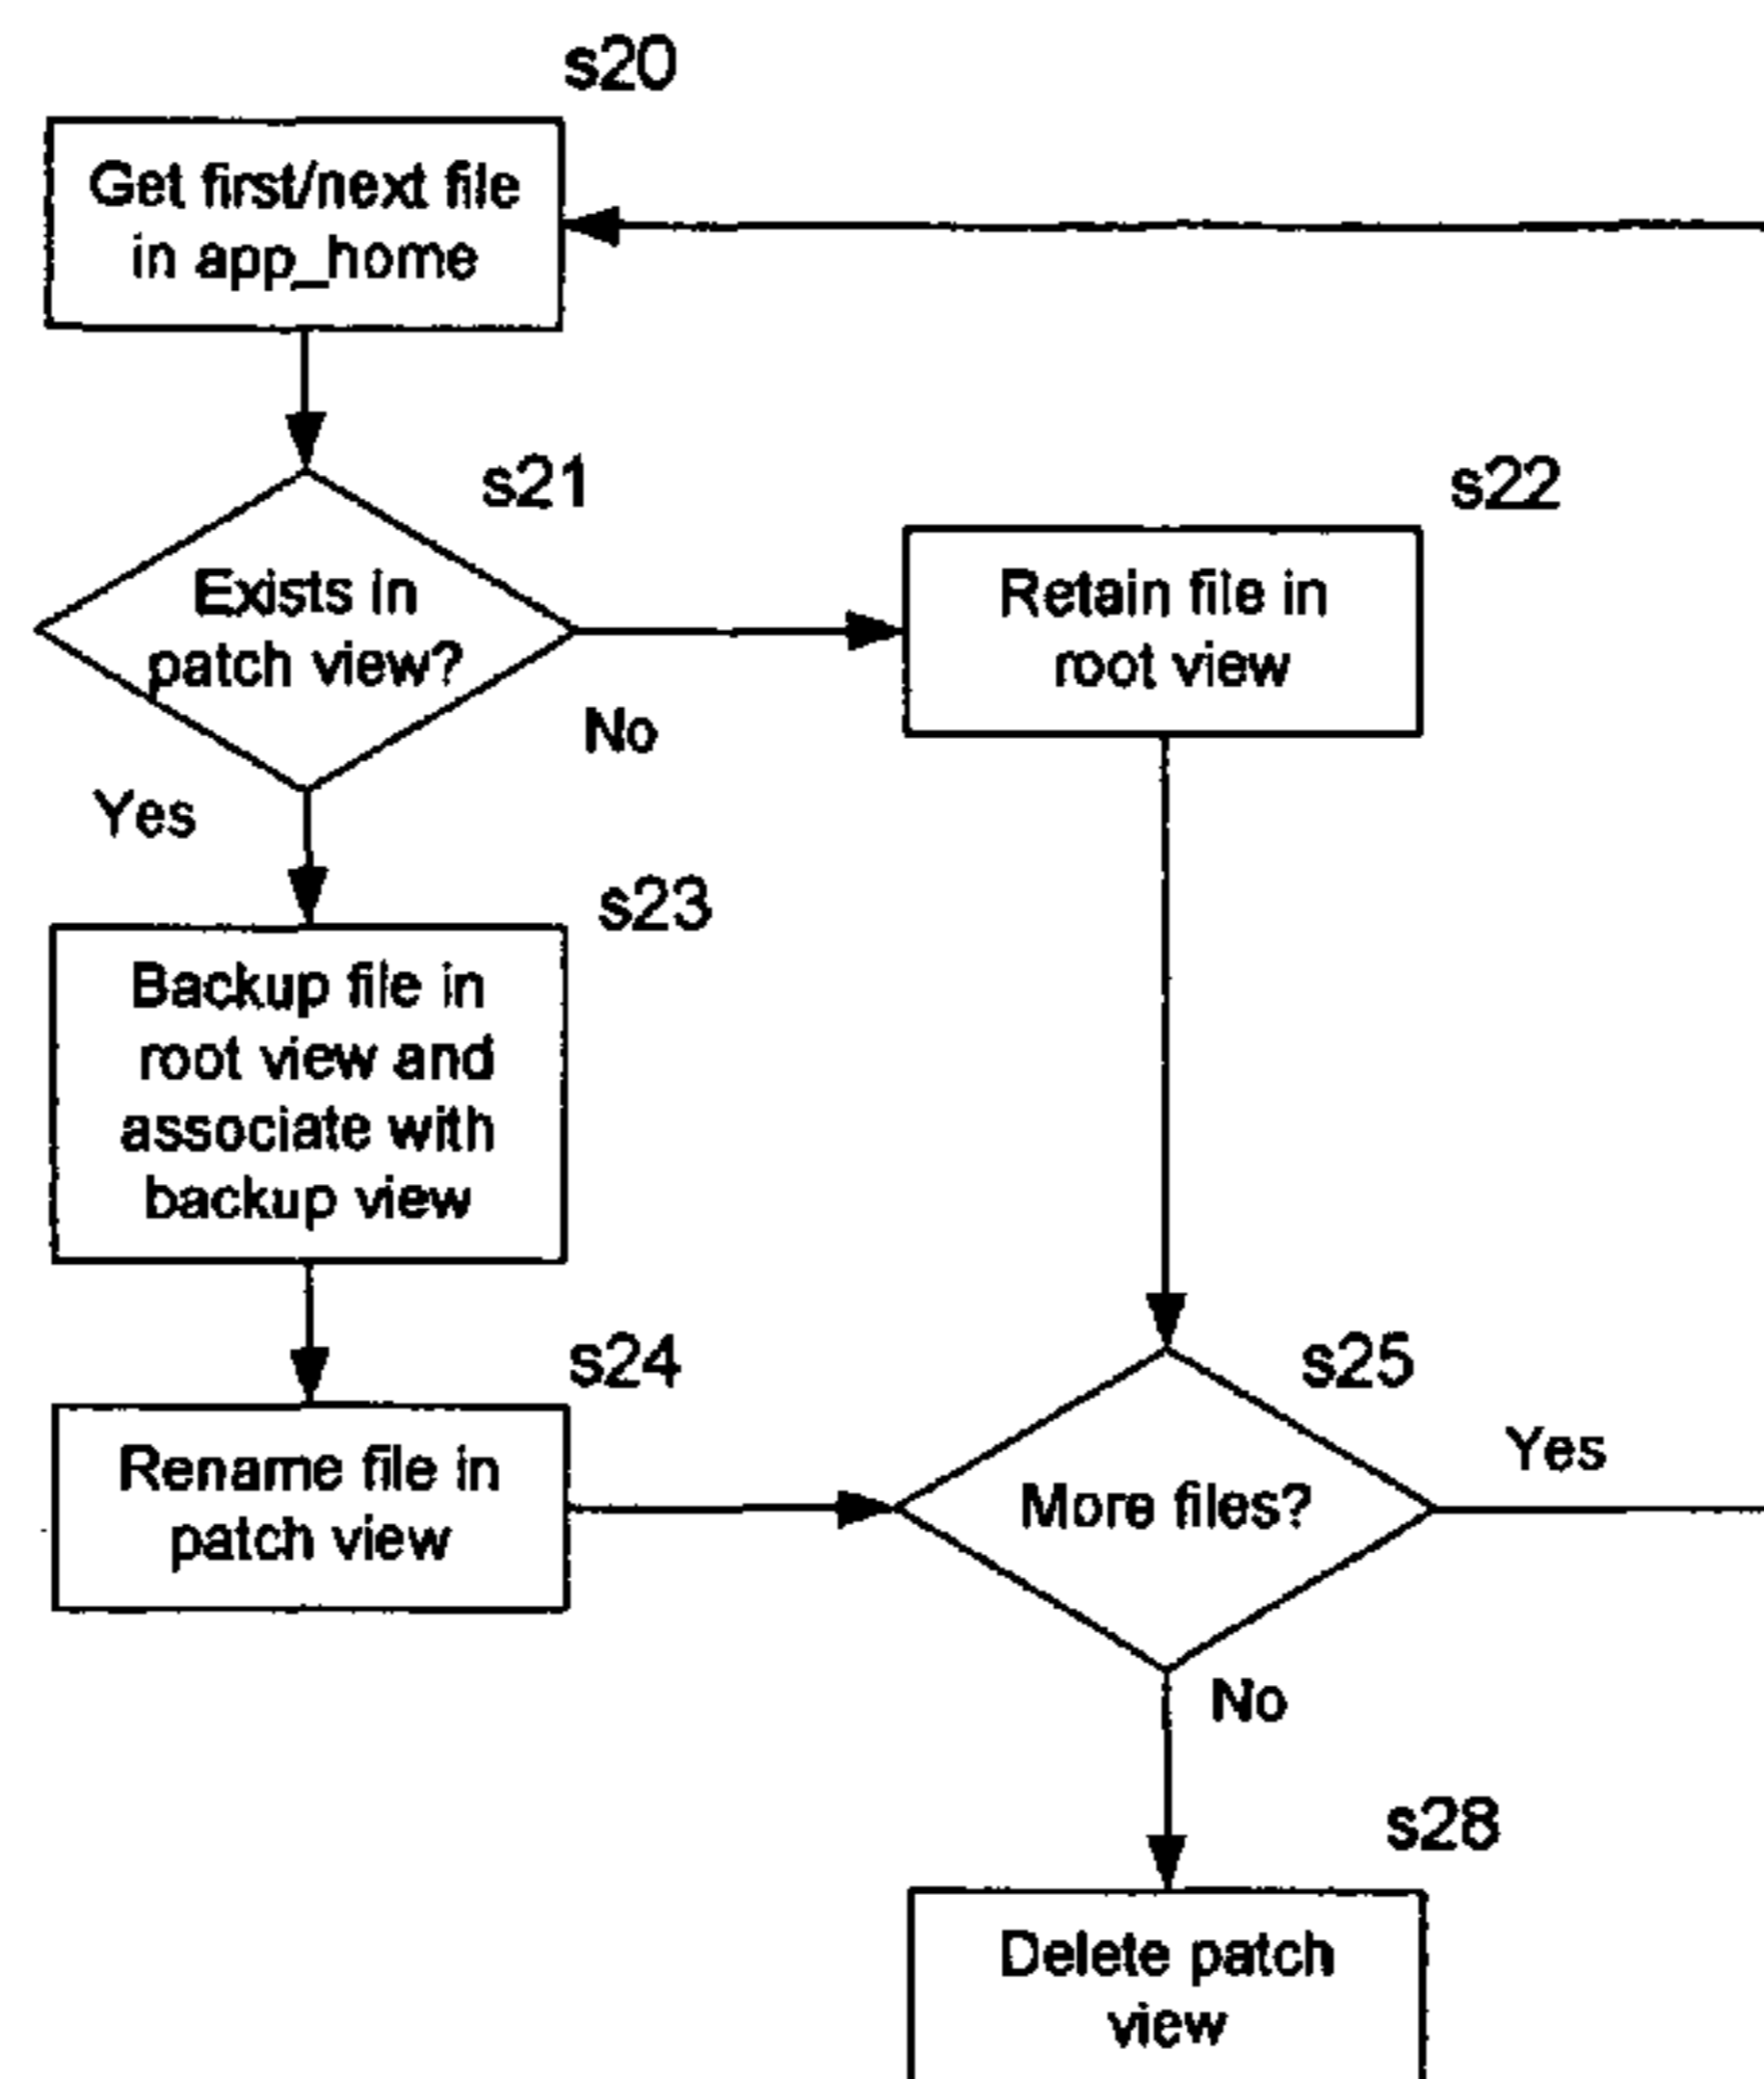 s20
Get first/next file
in app_home
s21
Exists in
patch view?
No
Yes
s22
Retain file in
root view
s23
Backup file in
root view and
associate with
backup view
s24
Rename file in
patch view
s25
More files?
Yes
No
s28
Delete patch
view